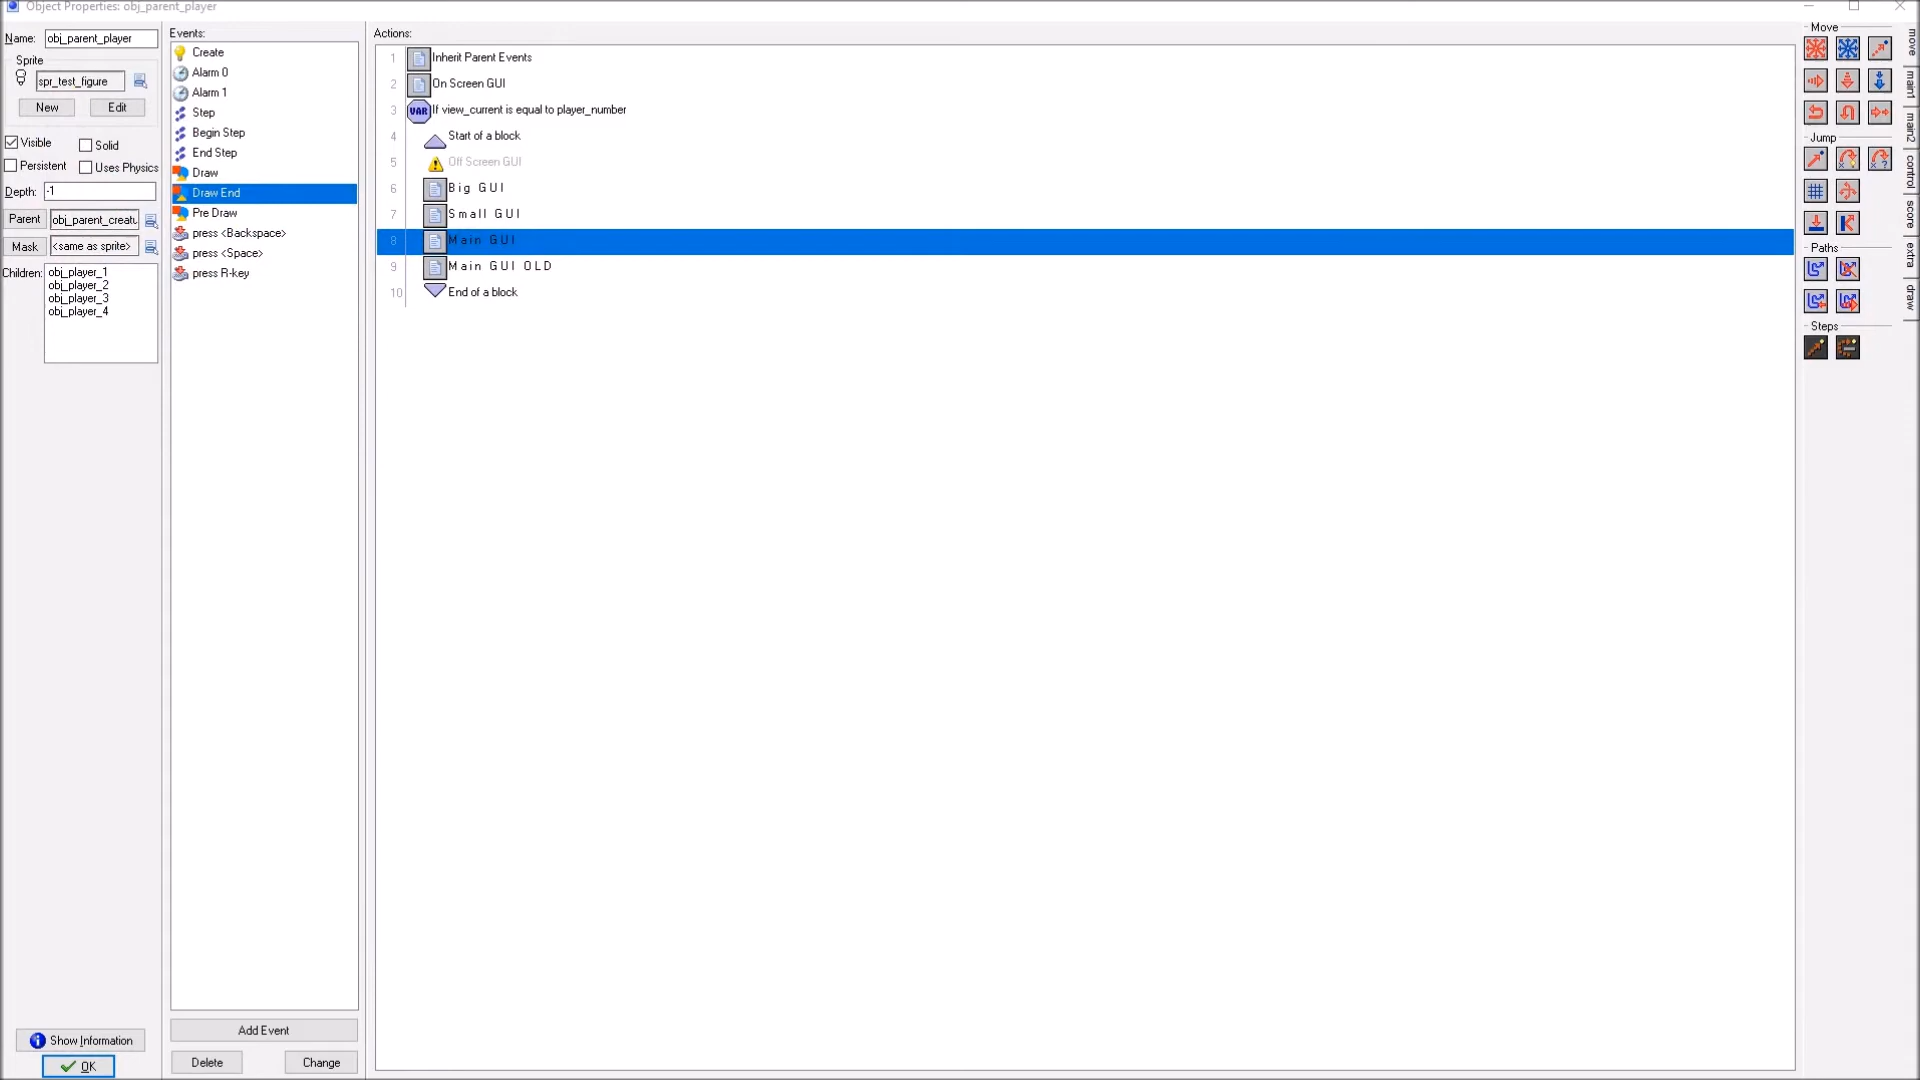 Object Properties: obj_parent_player
Name: obj_parent_player
Sprite
spr_test_figure
New Edit
Visible Solid
Persistent Uses Physics
Depth: -1
Parent obj_parent_creatu
Mask <same as sprite>
Children: obj_player_1
obj_player_2
obj_player_3
obj_player_4
Show Information
OK
Events:
Create
Alarm 0
Alarm 1
Step
Begin Step
End Step
Draw
Draw End
Pre Draw
press <Backspace>
press <Space>
press R-key
Add Event
Delete Change
Actions:
1 Inherit Parent Events
2 On Screen GUI
3 VAR If view_current is equal to player_number
4 Start of a block
5 Off Screen GUI
6 Big GUI
7 Small GUI
8 Main GUI
9 Main GUI OLD
10 End of a block
Move
Jump
Paths
Steps
move
main1
main2
control
score
extra
draw